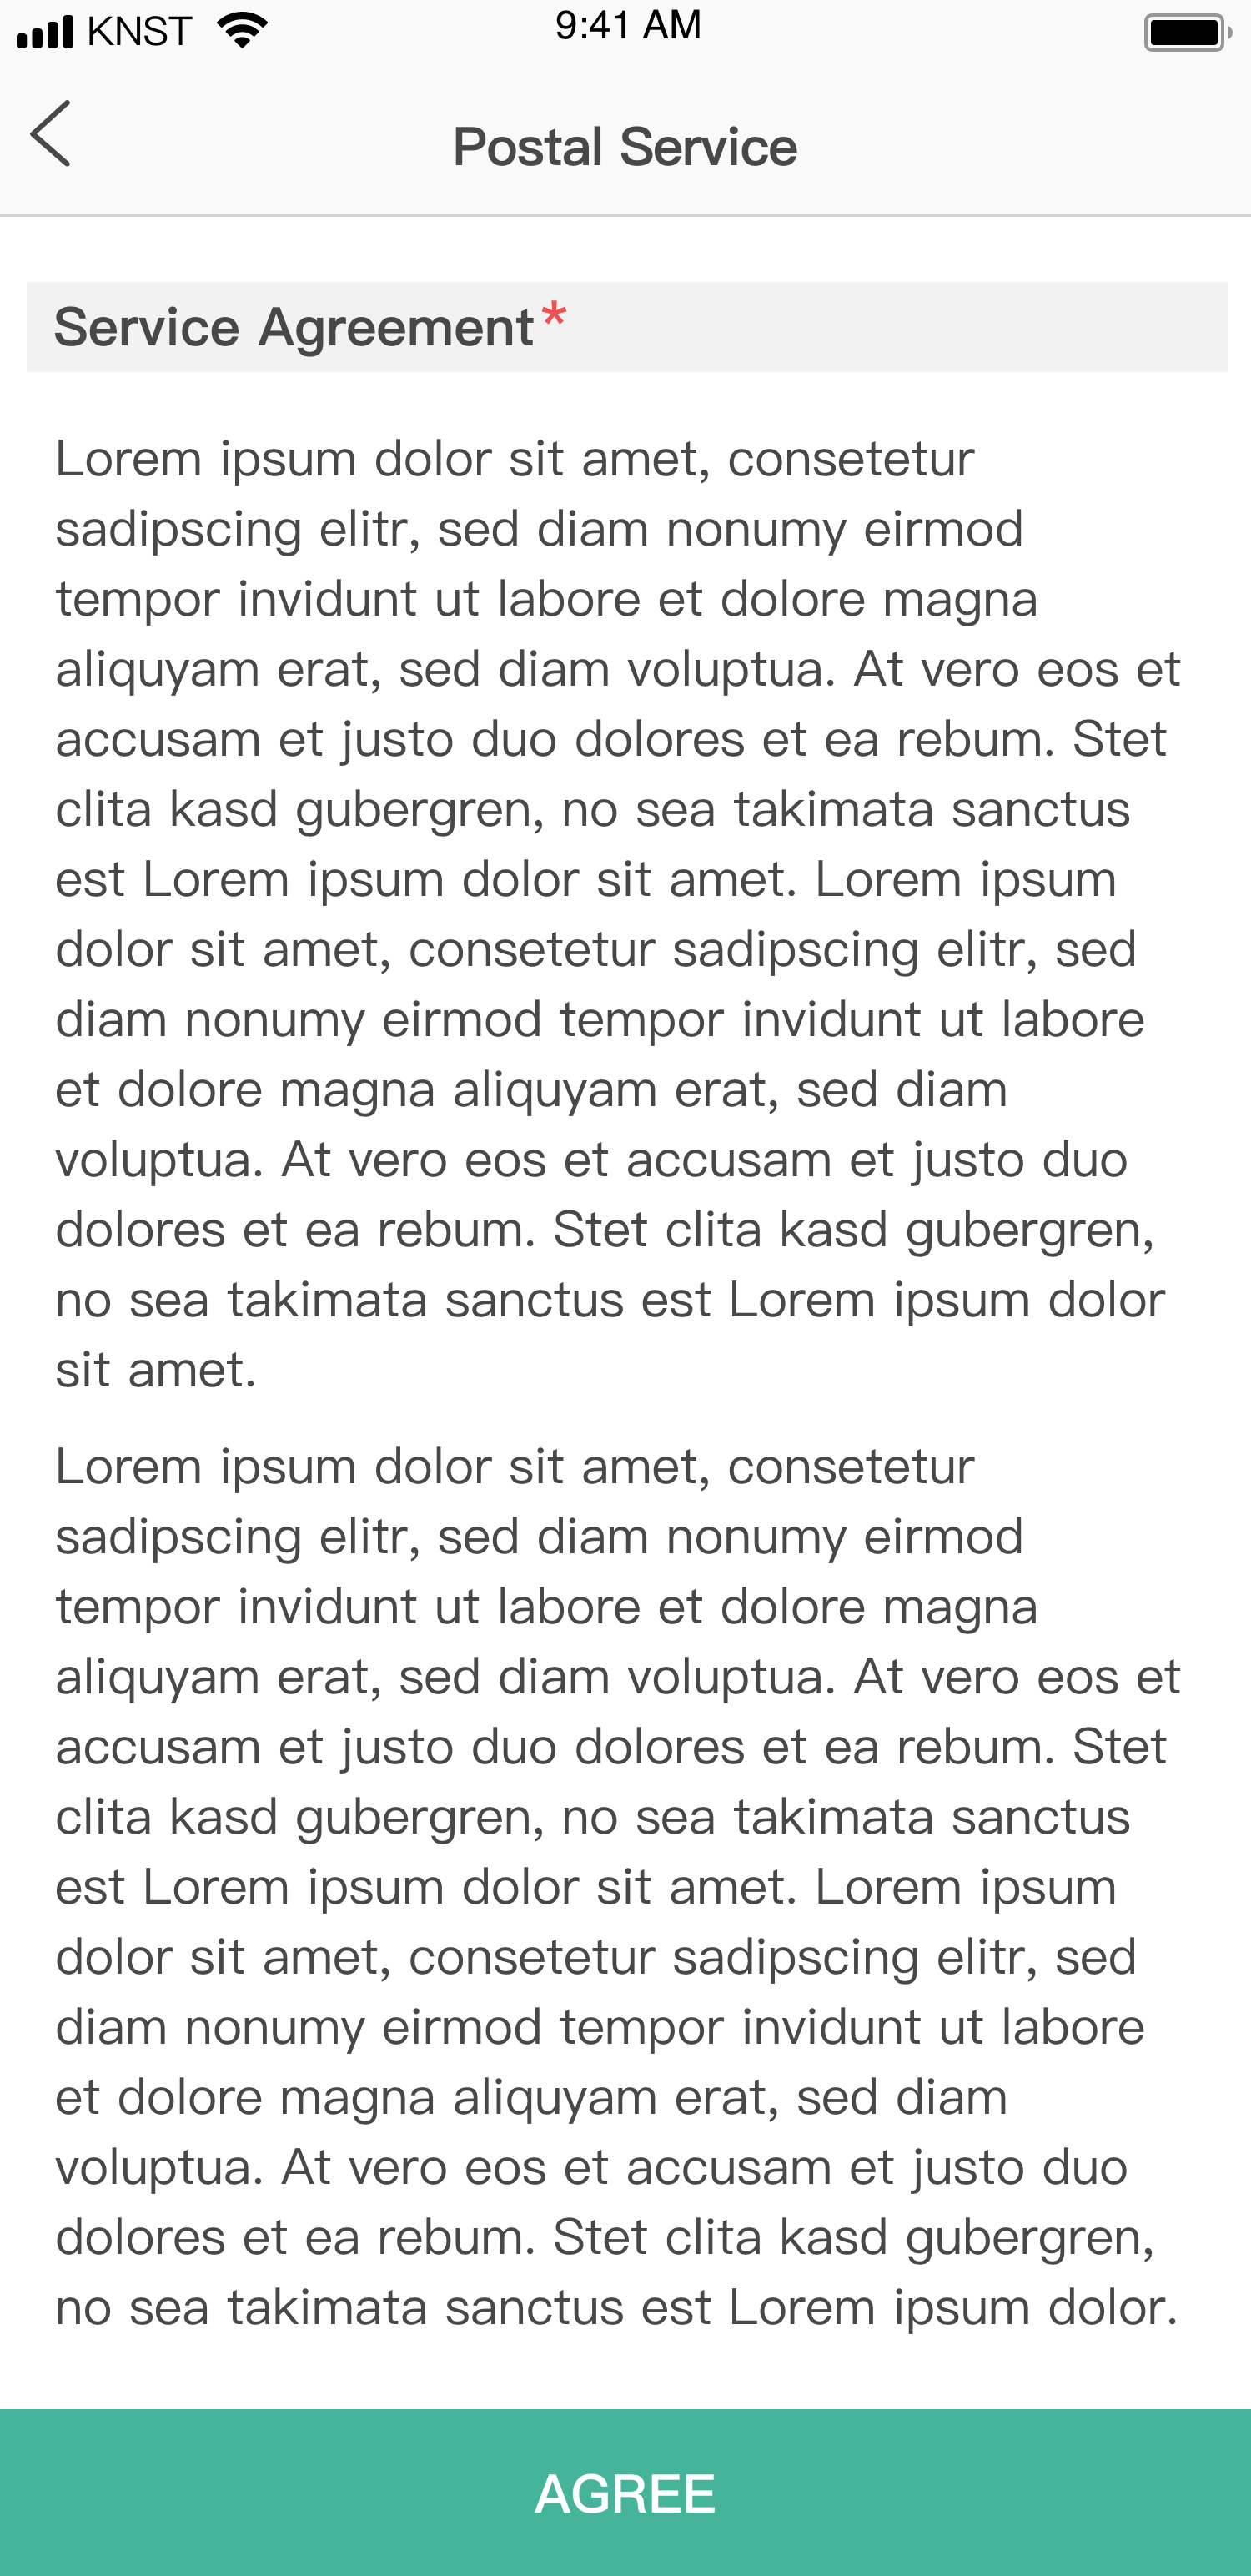 KNST
9:41 AM
Postal Service
Service Agreement*
Lorem ipsum dolor sit amet, consetetur
sadipscing elitr, sed diam nonumy eirmod
tempor invidunt ut labore et dolore magna
aliquyam erat, sed diam voluptua. At vero eos et
accusam et justo duo dolores et ea rebum. Stet
clita kasd gubergren, no sea takimata sanctus
est Lorem ipsum dolor sit amet. Lorem ipsum
dolor sit amet, consetetur sadipscing elitr, sed
diam nonumy eirmod tempor invidunt ut labore
et dolore magna aliquyam erat, sed diam
voluptua. At vero eos et accusam et justo duo
dolores et ea rebum. Stet clita kasd gubergren,
no sea takimata sanctus est Lorem ipsum dolor
sit amet.
Lorem ipsum dolor sit amet, consetetur
sadipscing elitr, sed diam nonumy eirmod
tempor invidunt ut labore et dolore magna
aliquyam erat, sed diam voluptua. At vero eos et
accusam et justo duo dolores et ea rebum. Stet
clita kasd gubergren, no sea takimata sanctus
est Lorem ipsum dolor sit amet. Lorem ipsum
dolor sit amet, consetetur sadipscing elitr, sed
diam nonumy eirmod tempor invidunt ut labore
et dolore magna aliquyam erat, sed diam
voluptua. At vero eos et accusam et justo duo
dolores et ea rebum. Stet clita kasd gubergren,
no sea takimata sanctus est Lorem ipsum dolor.
AGREE